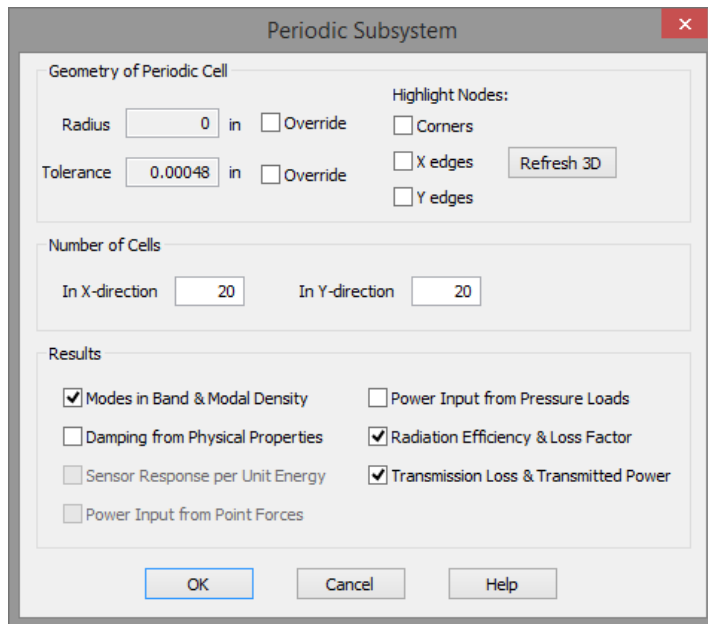 Periodic Subsystem
Geometry of Periodic Cell
Radius 0 in Override
Tolerance 0.00048 in Override
Highlight Nodes:
Corners
X edges
Y edges
Refresh 3D
Number of Cells
In X-direction 20 In Y-direction 20
Results
Modes in Band & Modal Density
Damping from Physical Properties
Sensor Response per Unit Energy
Power Input from Point Forces
Power Input from Pressure Loads
Radiation Efficiency & Loss Factor
Transmission Loss & Transmitted Power
OK Cancel Help